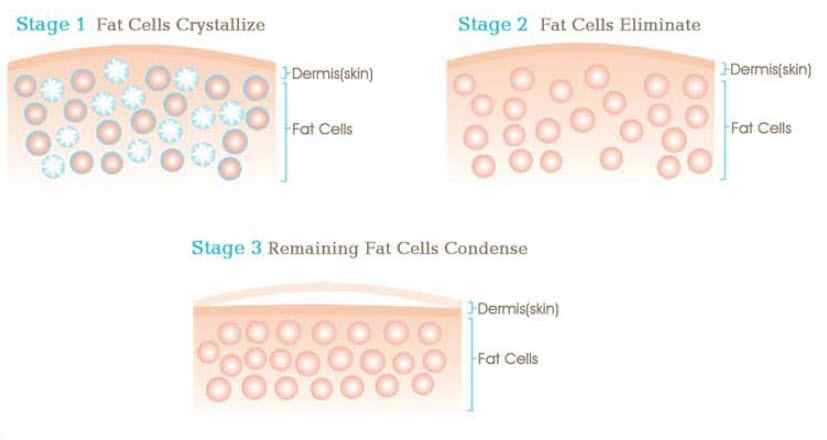 Stage 1 Fat Cells Crystallize
Dermis(skin)
Fat Cells
Stage 2 Fat Cells Eliminate
Dermis(skin)
Fat Cells
Stage 3 Remaining Fat Cells Condense
Dermis(skin)
Fat Cells